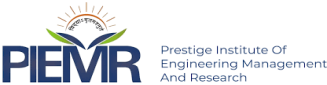 PIEMR
Prestige Institute Of
Engineering Management
And Research